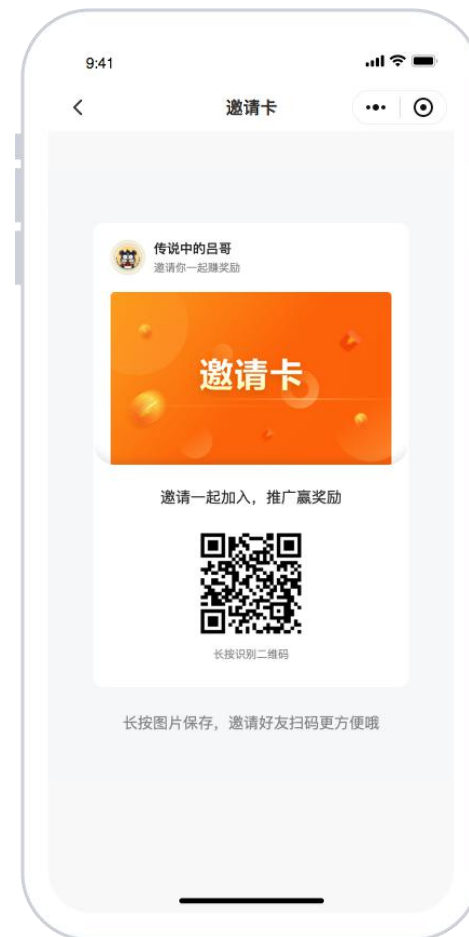 9:41
邀请卡
传说中的吕哥
邀请你一起赚奖励
邀请卡
邀请一起加入，推广赢奖励
长按识别二维码
长按图片保存，邀请好友扫码更方便哦